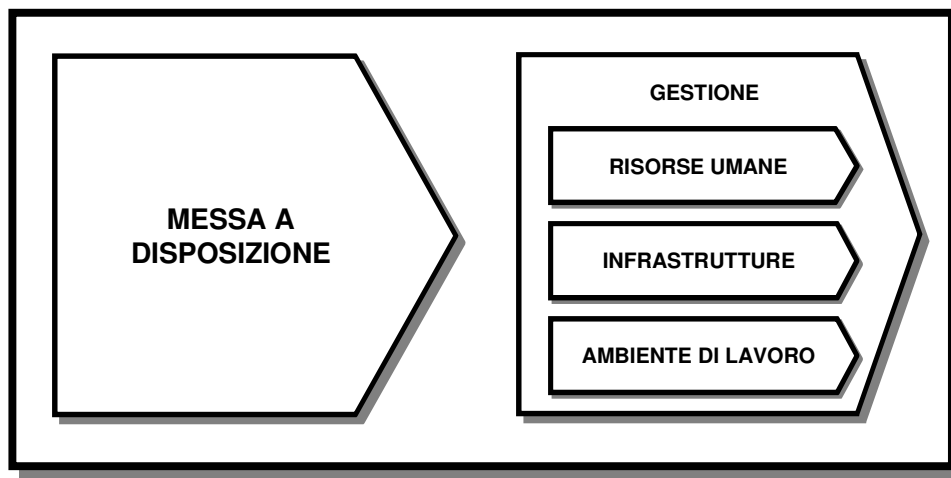 MESSA A
DISPOSIZIONE
GESTIONE
RISORSE UMANE
INFRASTRUTTURE
AMBIENTE DI LAVORO